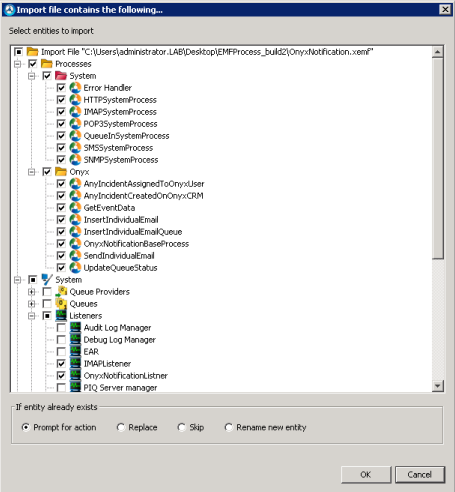 Import file contains the following...
Select entities to import
Import File "C:\Users\administrator.LAB\Desktop\EMFProcess_build2\OnyxNotification.xemf"
Processes
System
Error Handler
HTTPSystemProcess
IMAPSystemProcess
POP3SystemProcess
QueueInSystemProcess
SMSSystemProcess
SNMPSystemProcess
Onyx
AnyIncidentAssignedToOnyxUser
AnyIncidentCreatedOnOnyxCRM
GetEventData
InsertIndividualEmail
InsertIndividualEmailQueue
OnyxNotificationBaseProcess
SendIndividualEmail
UpdateQueueStatus
System
Queue Providers
Queues
Listeners
Audit Log Manager
Debug Log Manager
EAR
IMAPListener
OnyxNotificationListner
PIQ Server manager
If entity already exists
Prompt for action Replace Skip Rename new entity
OK Cancel